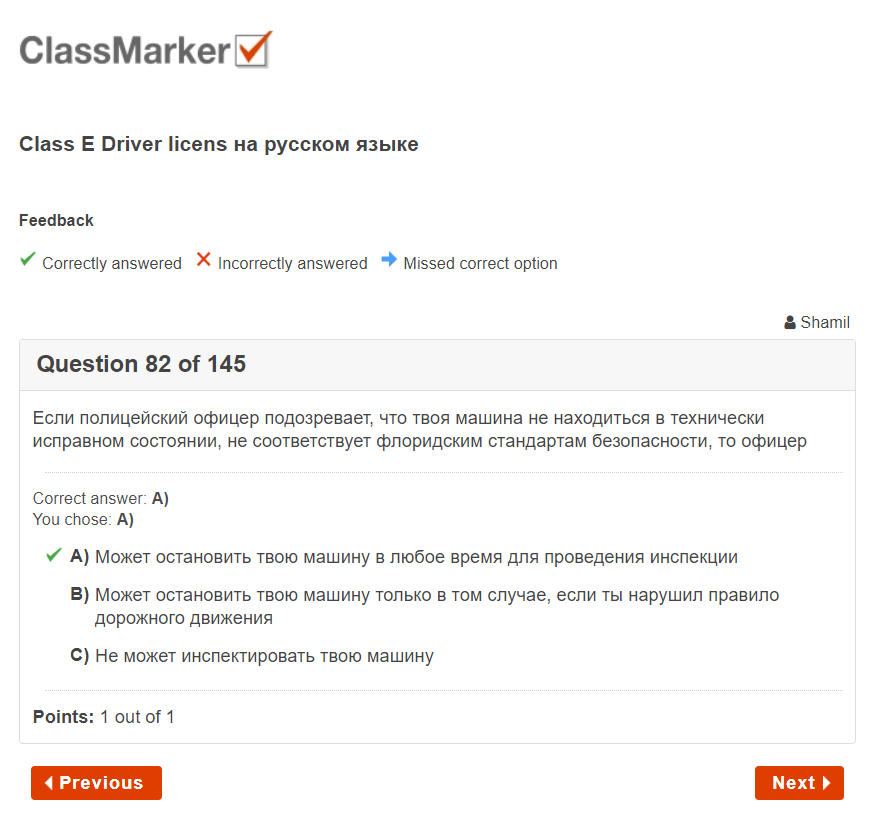 ClassMarker
Class E Driver licens на русском языке
Feedback
Correctly answered Incorrectly answered Missed correct option
Shamil
Question 82 of 145
Если полицейский офицер подозревает, что твоя машина не находиться в технически
исправном состоянии, не соответствует флоридским стандартам безопасности, то офицер
Correct answer: A)
You chose: A)
A) Может остановить твою машину в любое время для проведения инспекции
B) Может остановить твою машину только в том случае, если ты нарушил правило
дорожного движения
C) Не может инспектировать твою машину
Points: 1 out of 1
Previous Next